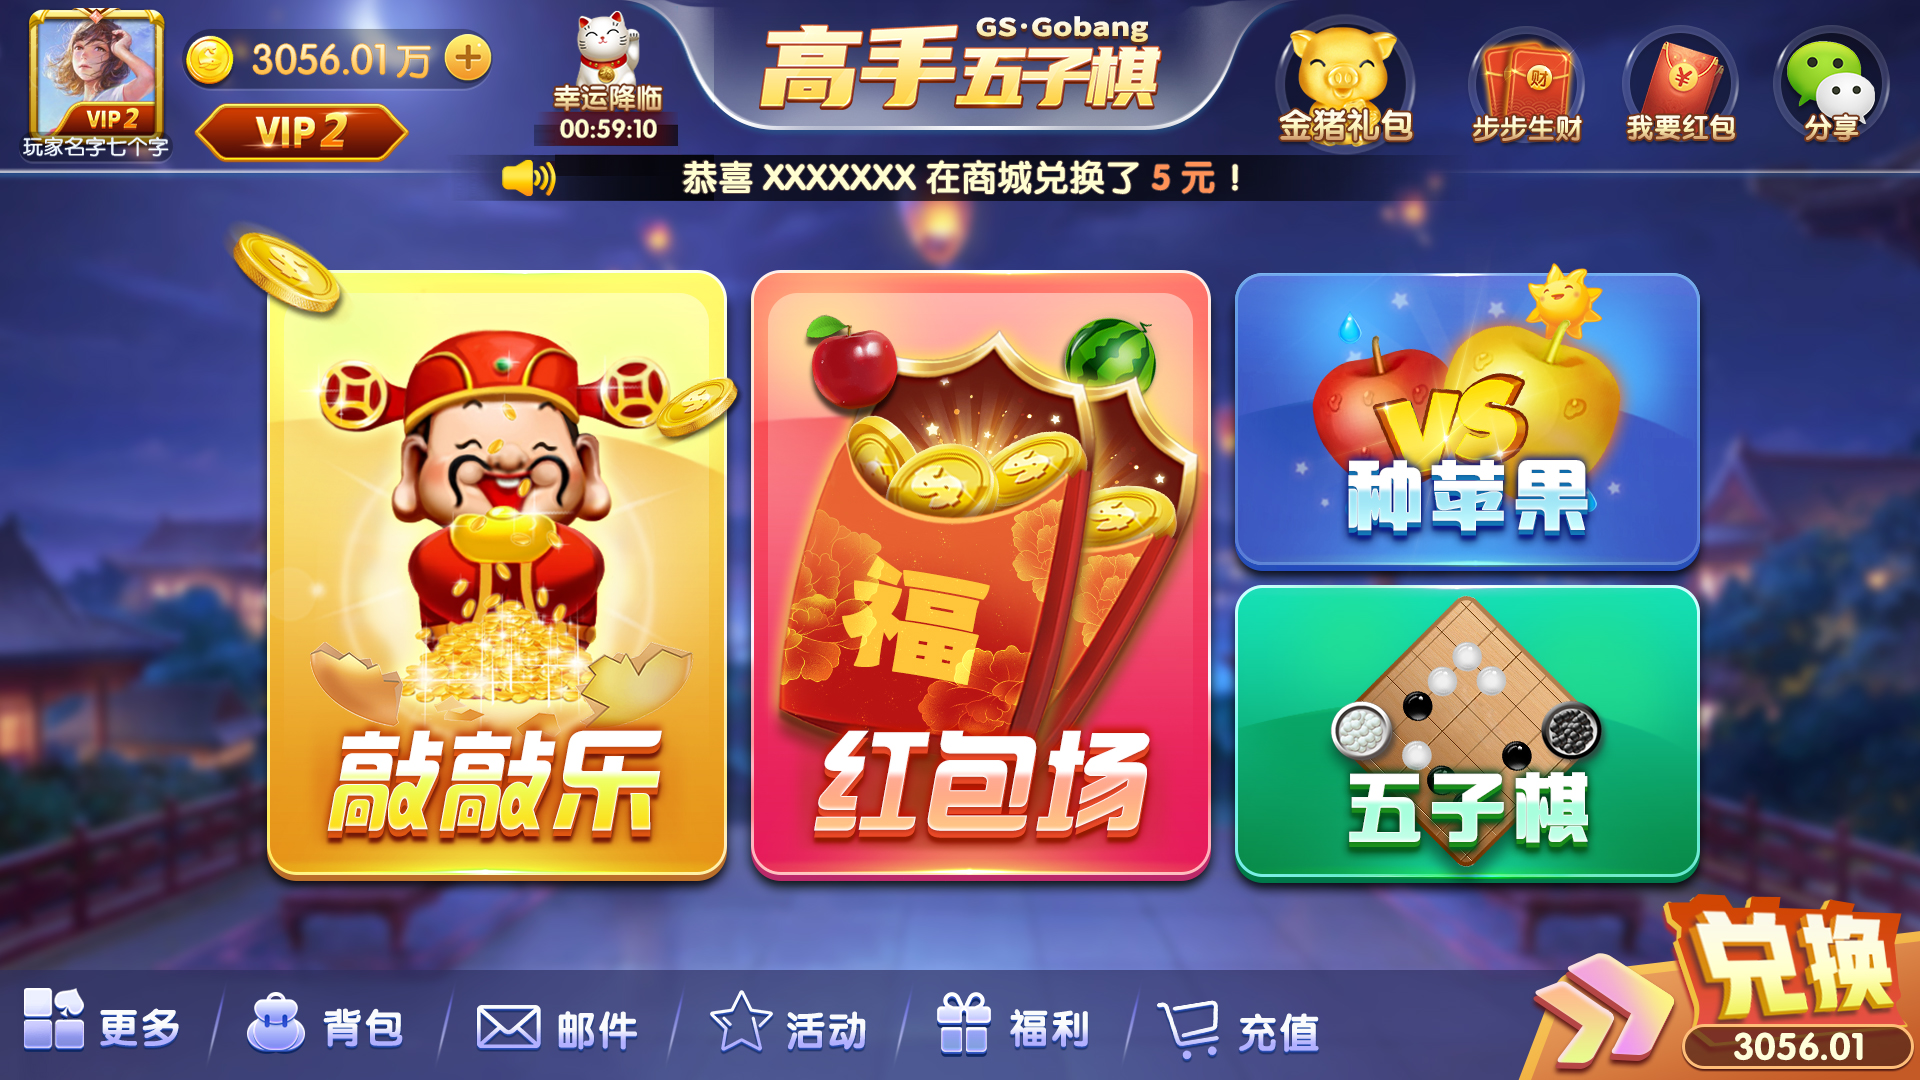 GS·Gobang
高手五子棋
3056.01万
VIP 2
VIP 2
玩家名字七个字
幸运降临
00:59:10
金猪礼包
财
步步生财
¥
我要红包
分享
恭喜 XXXXXXX 在商城兑换了 5 元！
敲敲乐
福
红包场
VS
种苹果
五子棋
更多
背包
邮件
活动
福利
充值
兑换
3056.01